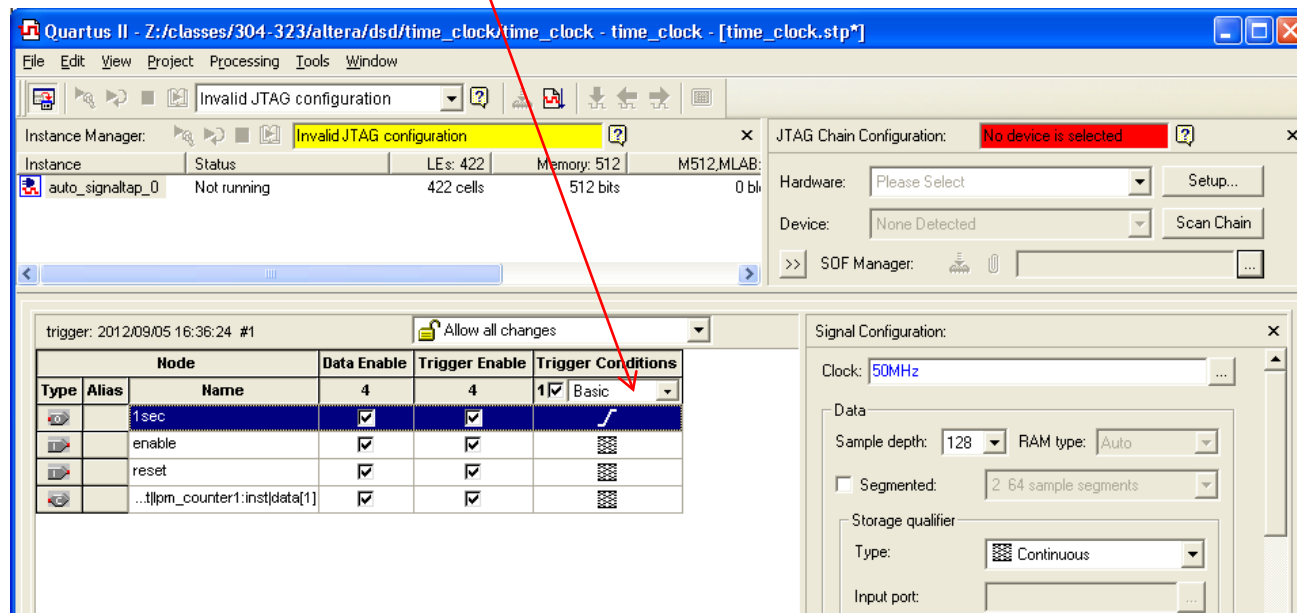 Quartus II - Z:/classes/304-323/altera/dsd/time_clock/time_clock - time_clock - [time_clock.stp*]
File Edit View Project Processing Tools Window
Invalid JTAG configuration
Instance Manager: Invalid JTAG configuration
Instance Status LEs: 422 Memory: 512 M512,MLAB:
auto_signaltap_0 Not running 422 cells 512 bits 0 bl
JTAG Chain Configuration: No device is selected
Hardware: Please Select Setup...
Device: None Detected Scan Chain
>> SOF Manager: ...
trigger: 2012/09/05 16:36:24 #1 Allow all changes
Node Data Enable Trigger Enable Trigger Conditions
Type Alias Name 4 4 1 Basic
1sec
enable
reset
...t|lpm_counter1:inst|data[1]
Signal Configuration:
Clock: 50MHz ...
Data
Sample depth: 128 RAM type: Auto
Segmented: 2 64 sample segments
Storage qualifier
Type: Continuous
Input port: ...